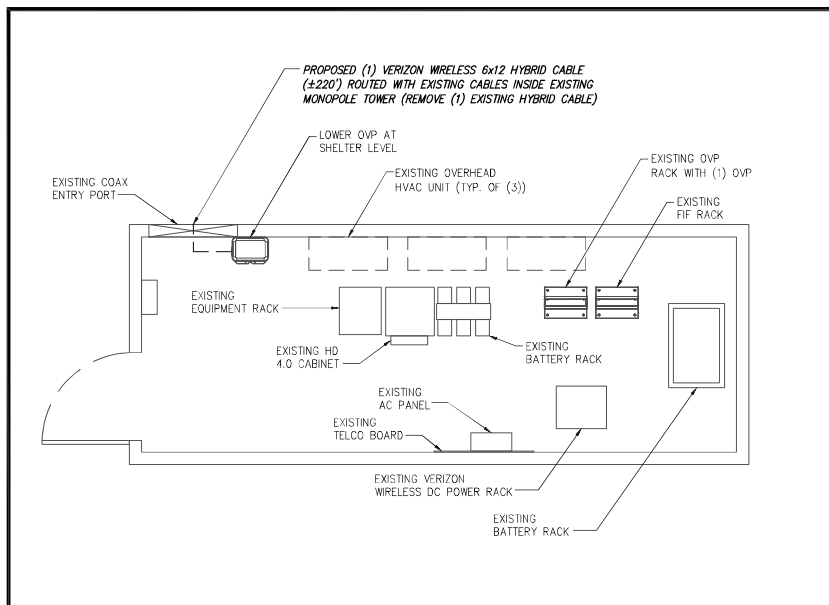 PROPOSED (1) VERIZON WIRELESS 6x12 HYBRID CABLE
(±220') ROUTED WITH EXISTING CABLES INSIDE EXISTING
MONOPOLE TOWER (REMOVE (1) EXISTING HYBRID CABLE)
LOWER OVP AT
SHELTER LEVEL
EXISTING COAX
ENTRY PORT
EXISTING OVERHEAD
HVAC UNIT (TYP. OF (3))
EXISTING OVP
RACK WITH (1) OVP
EXISTING
FIF RACK
EXISTING
EQUIPMENT RACK
EXISTING HD
4.0 CABINET
EXISTING
BATTERY RACK
EXISTING
AC PANEL
EXISTING
TELCO BOARD
EXISTING VERIZON
WIRELESS DC POWER RACK
EXISTING
BATTERY RACK